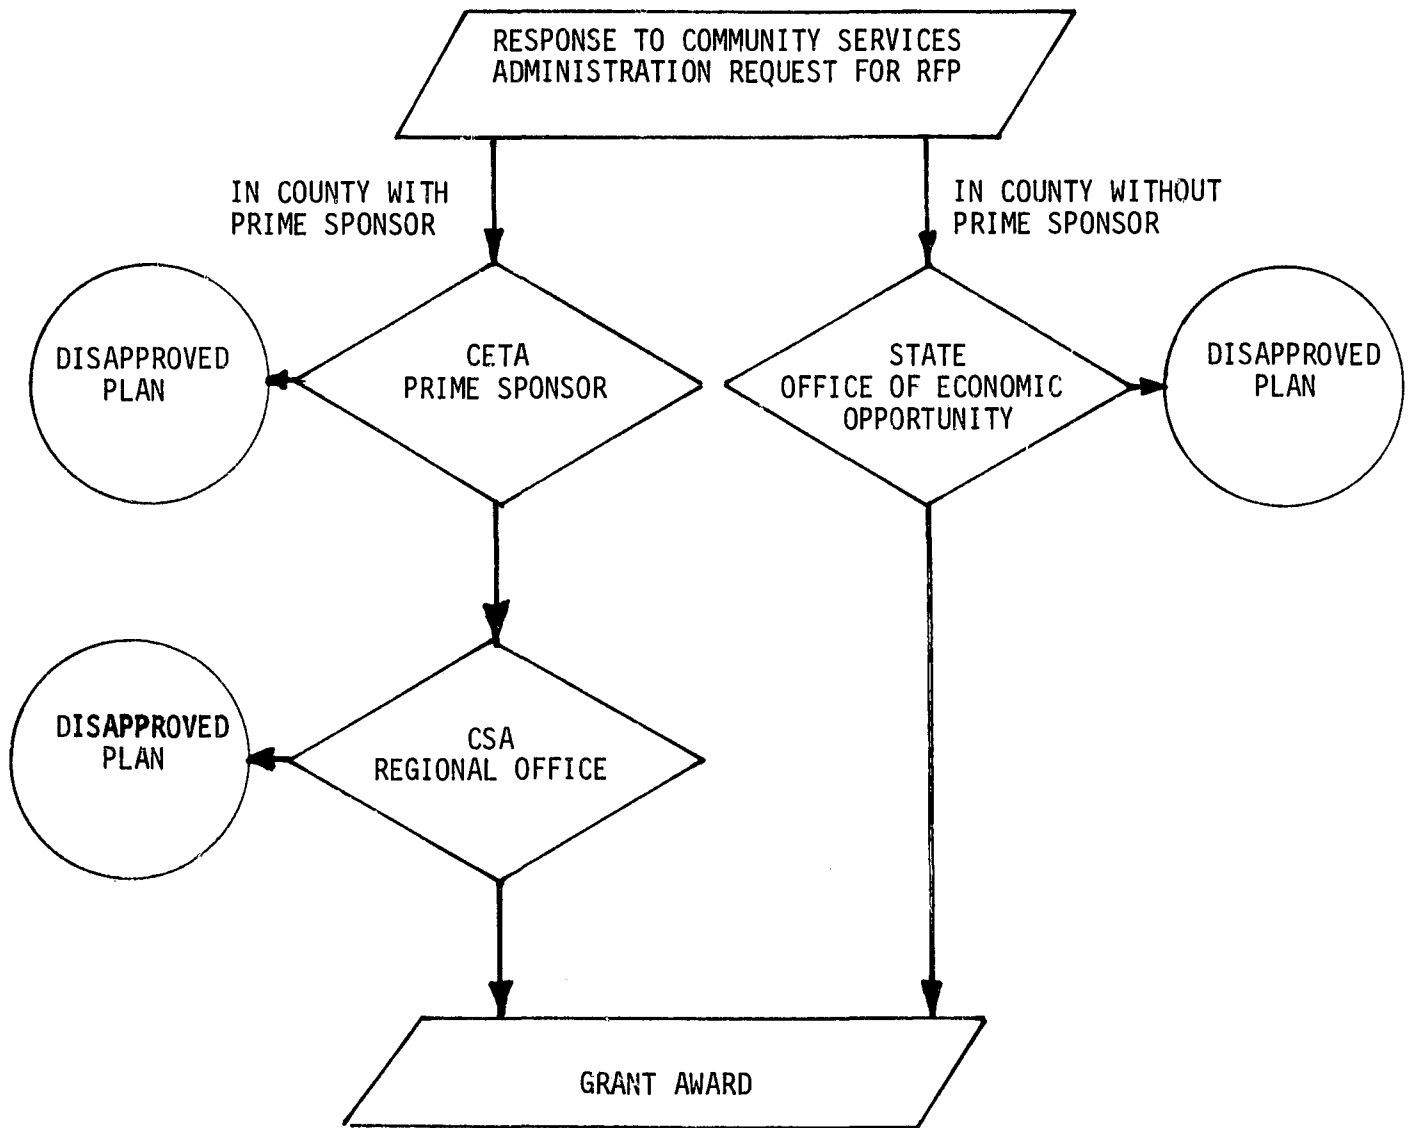 RESPONSE TO COMMUNITY SERVICES
ADMINISTRATION REQUEST FOR RFP
IN COUNTY WITH
PRIME SPONSOR
IN COUNTY WITHOUT
PRIME SPONSOR
DISAPPROVED
PLAN
CETA
PRIME SPONSOR
STATE
OFFICE OF ECONOMIC
OPPORTUNITY
DISAPPROVED
PLAN
DISAPPROVED
PLAN
CSA
REGIONAL OFFICE
GRANT AWARD